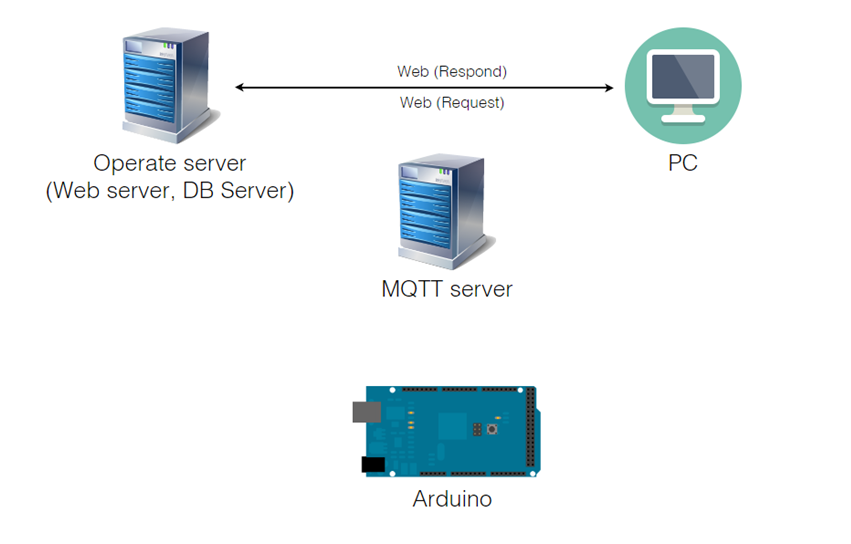 Web (Respond)
Web (Request)
Operate server
(Web server, DB Server)
PC
MQTT server
Arduino